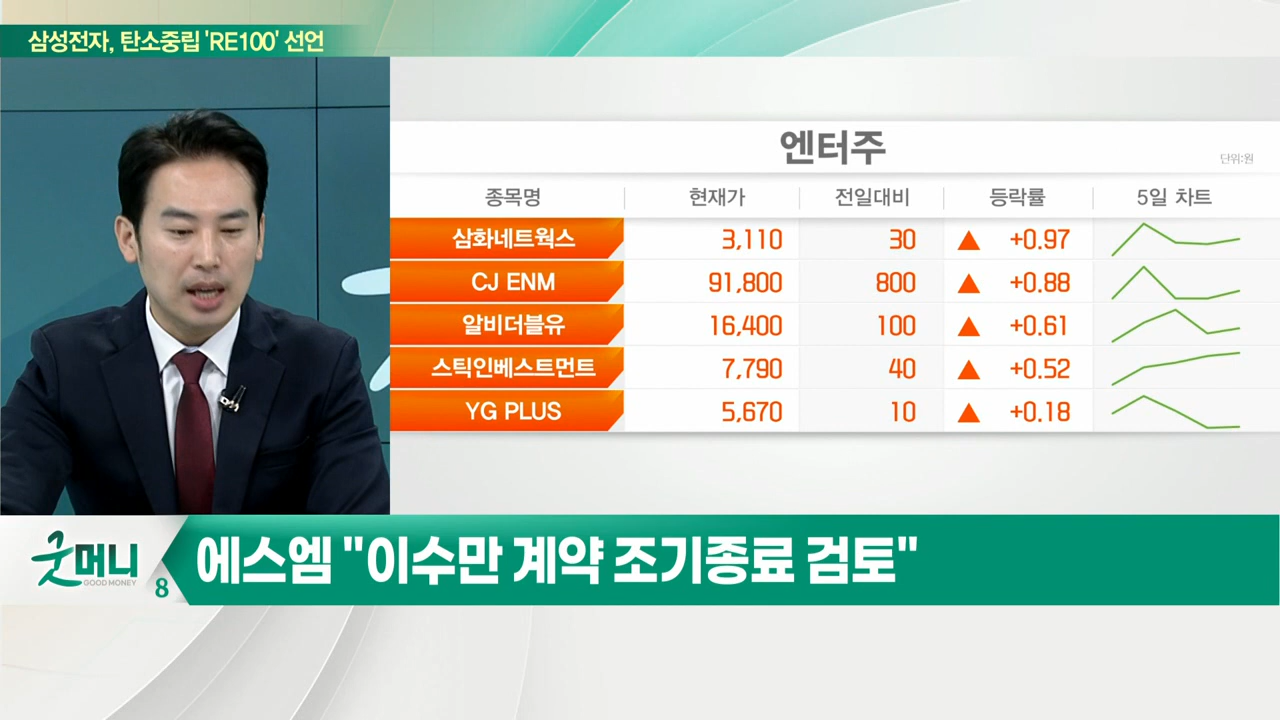 삼성전자, 탄소중립 'RE100' 선언
엔터주
단위:원
종목명 현재가 전일대비 등락률 5일 차트
삼화네트웍스 3,110 30 ▲ +0.97
CJ ENM 91,800 800 ▲ +0.88
알비더블유 16,400 100 ▲ +0.61
스틱인베스트먼트 7,790 40 ▲ +0.52
YG PLUS 5,670 10 ▲ +0.18
굿머니
GOOD MONEY
8
에스엠 "이수만 계약 조기종료 검토"